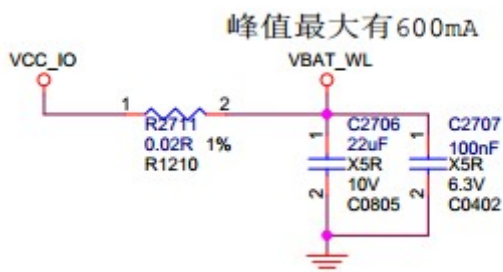 峰值最大有600mA
VCC_IO
VBAT_WL
1
2
R2711
0.02R 1%
R1210
1
2
C2706
22uF
X5R
10V
C0805
1
2
C2707
100nF
X5R
6.3V
C0402